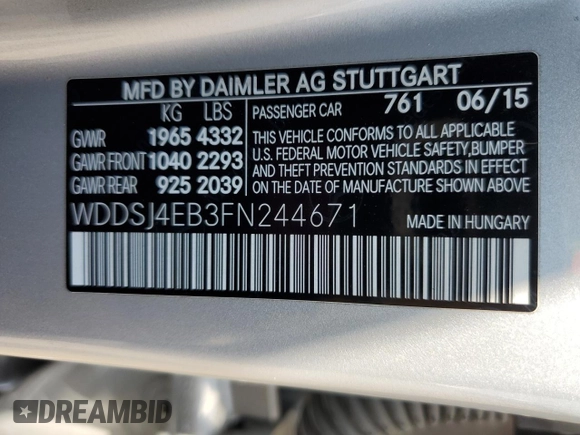 MFD BY DAIMLER AG STUTTGART
KG LBS
GVWR 1965 4332
GAWR FRONT 1040 2293
GAWR REAR 925 2039
PASSENGER CAR 761 06/15
THIS VEHICLE CONFORMS TO ALL APPLICABLE
U.S. FEDERAL MOTOR VEHICLE SAFETY,BUMPER
AND THEFT PREVENTION STANDARDS IN EFFECT
ON THE DATE OF MANUFACTURE SHOWN ABOVE
WDDSJ4EB3FN244671 MADE IN HUNGARY
DREAMBID